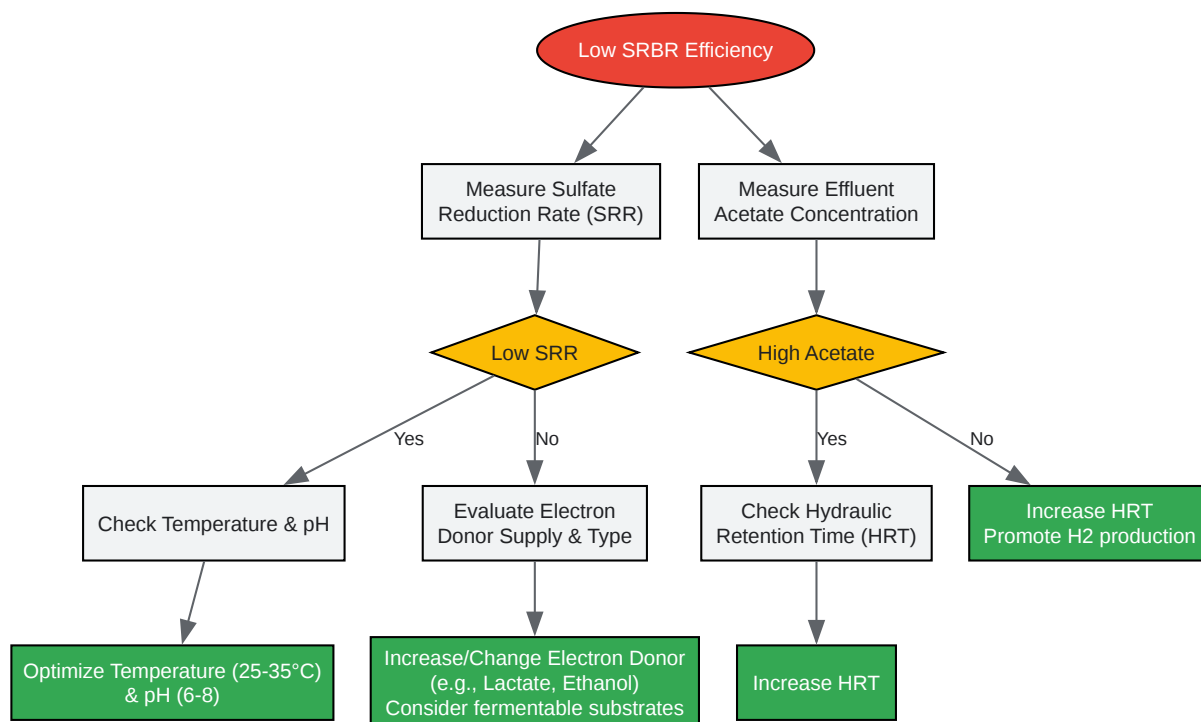 Low SRBR Efficiency
Measure Sulfate
Reduction Rate (SRR)
Measure Effluent
Acetate Concentration
Low SRR
High Acetate
Yes
No
Yes
No
Check Temperature & pH
Evaluate Electron
Donor Supply & Type
Check Hydraulic
Retention Time (HRT)
Increase HRT
Promote H2 production
Optimize Temperature (25-35°C)
& pH (6-8)
Increase/Change Electron Donor
(e.g., Lactate, Ethanol)
Consider fermentable substrates
Increase HRT